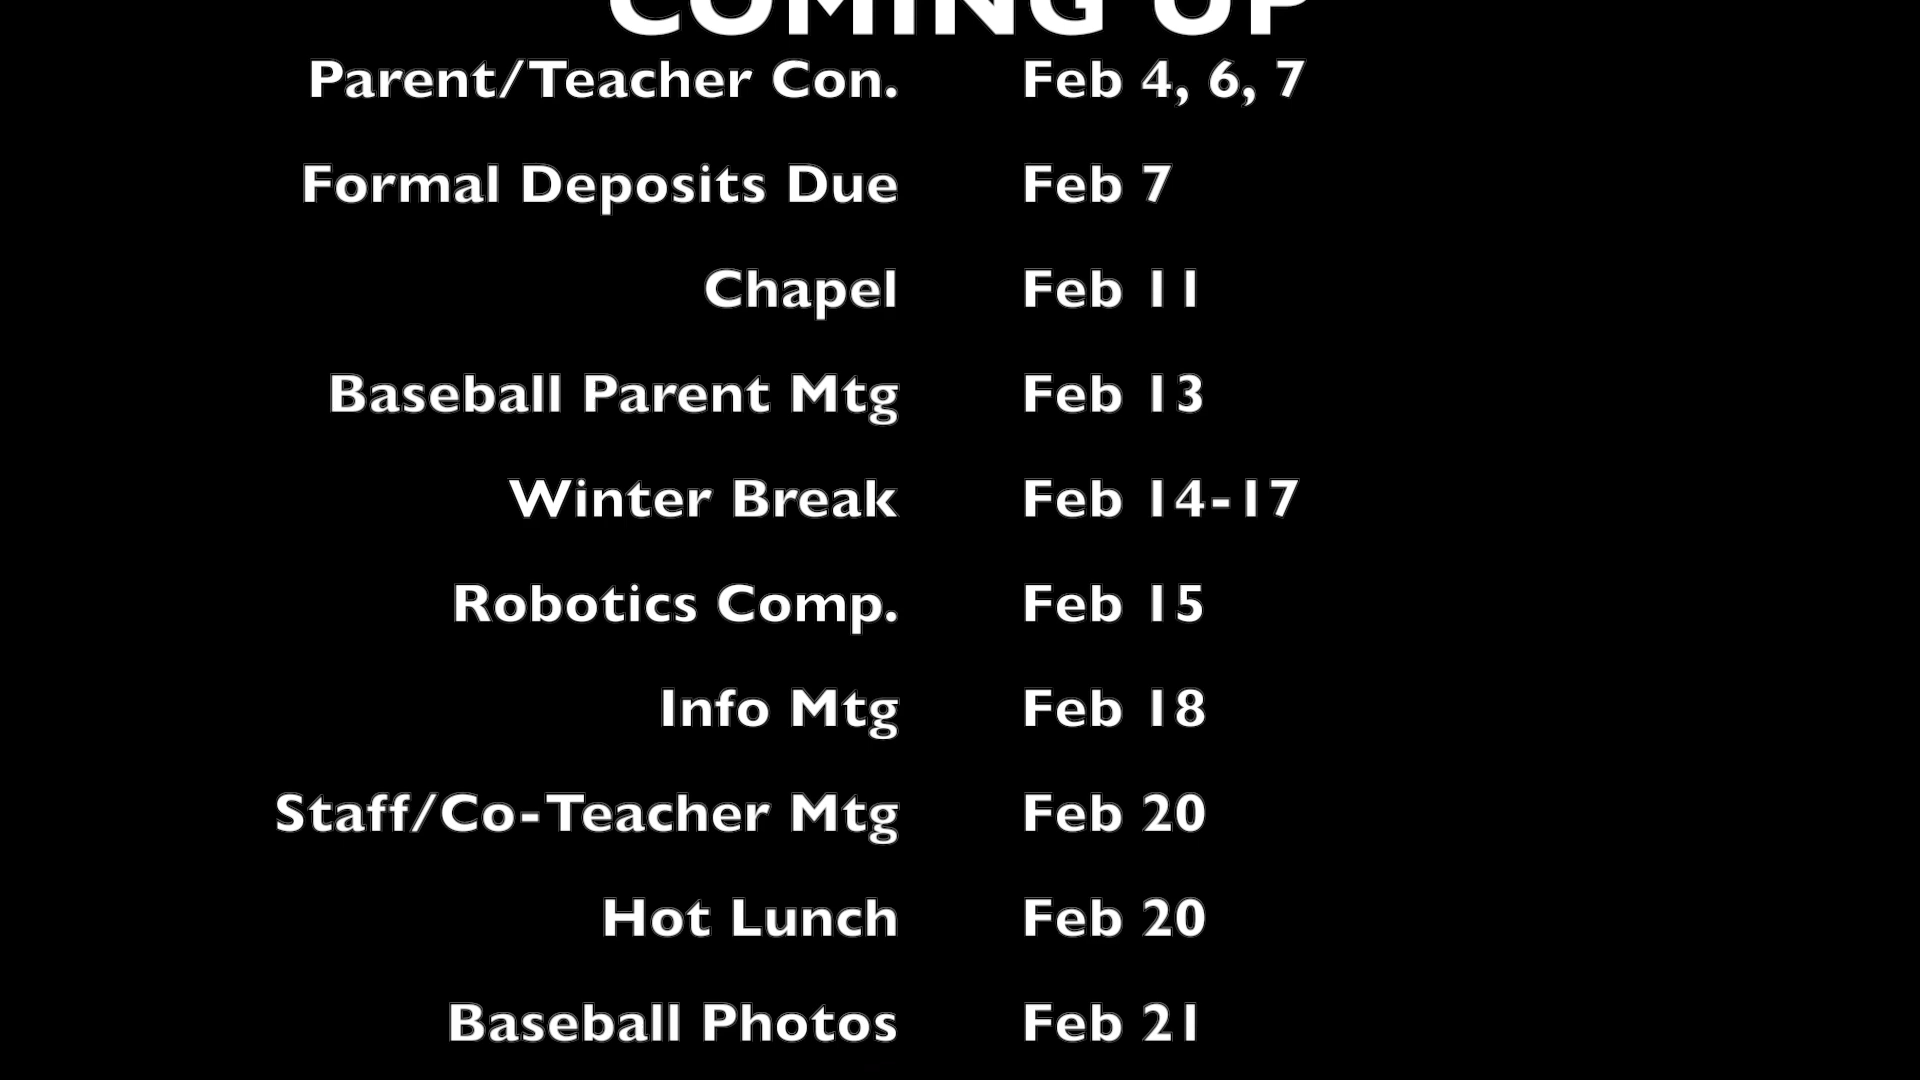 COMING UP
Parent/Teacher Con. Feb 4, 6, 7
Formal Deposits Due Feb 7
Chapel Feb 11
Baseball Parent Mtg Feb 13
Winter Break Feb 14-17
Robotics Comp. Feb 15
Info Mtg Feb 18
Staff/Co-Teacher Mtg Feb 20
Hot Lunch Feb 20
Baseball Photos Feb 21